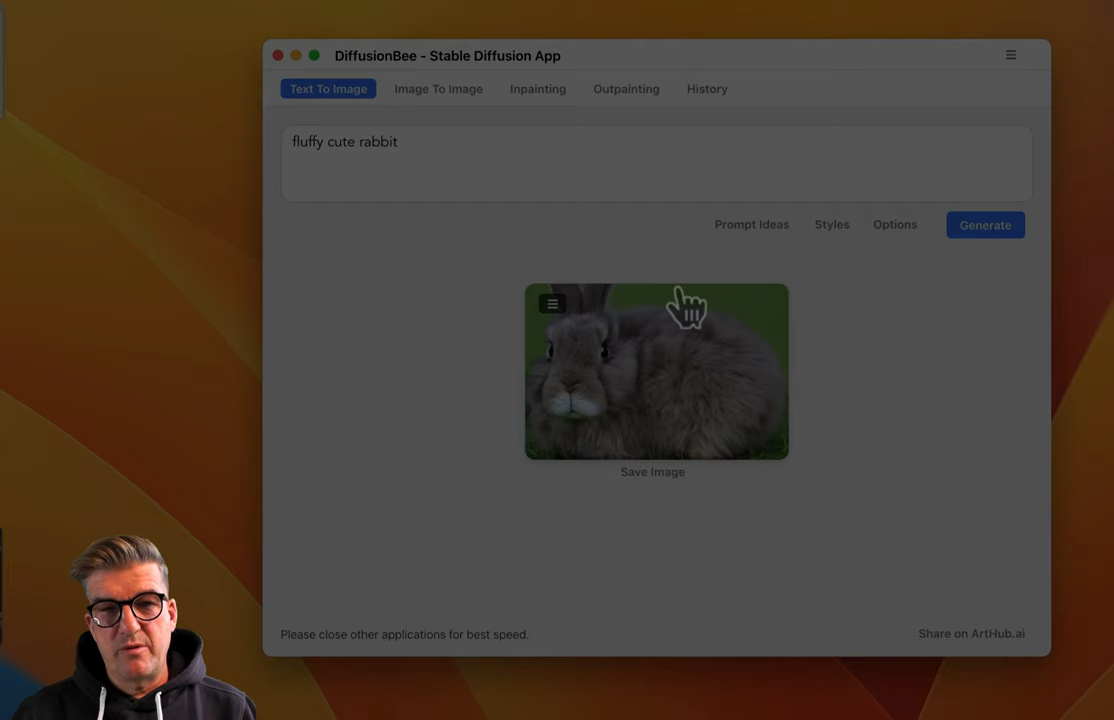 DiffusionBee - Stable Diffusion App
Text To Image Image To Image Inpainting Outpainting History
fluffy cute rabbit
Prompt Ideas Styles Options Generate
Save Image
Please close other applications for best speed.
Share on ArtHub.ai